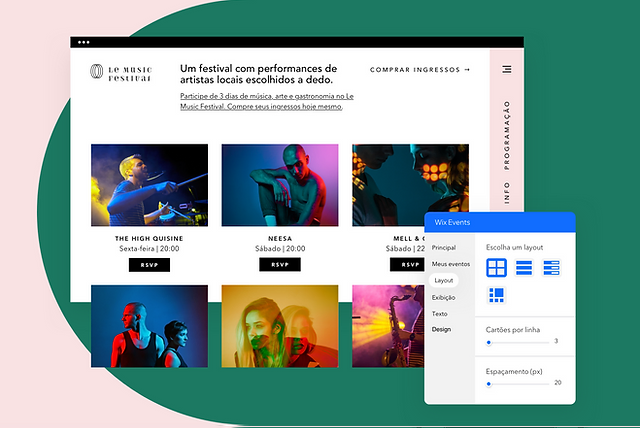 Le Music
Festival
Um festival com performances de
artistas locais escolhidos a dedo.
Participe de 3 dias de música, arte e gastronomia no Le
Music Festival. Compre seus ingressos hoje mesmo.
COMPRAR INGRESSOS →
PROGRAMAÇÃO
INFO
THE HIGH QUISINE
Sexta-feira | 20:00
RSVP
NEESA
Sábado | 20:00
RSVP
MELL &
Sábado | 22
RSVP
Wix Events
Principal
Meus eventos
Layout
Exibição
Texto
Design
Escolha um layout
Cartões por linha
3
Espaçamento (px)
20